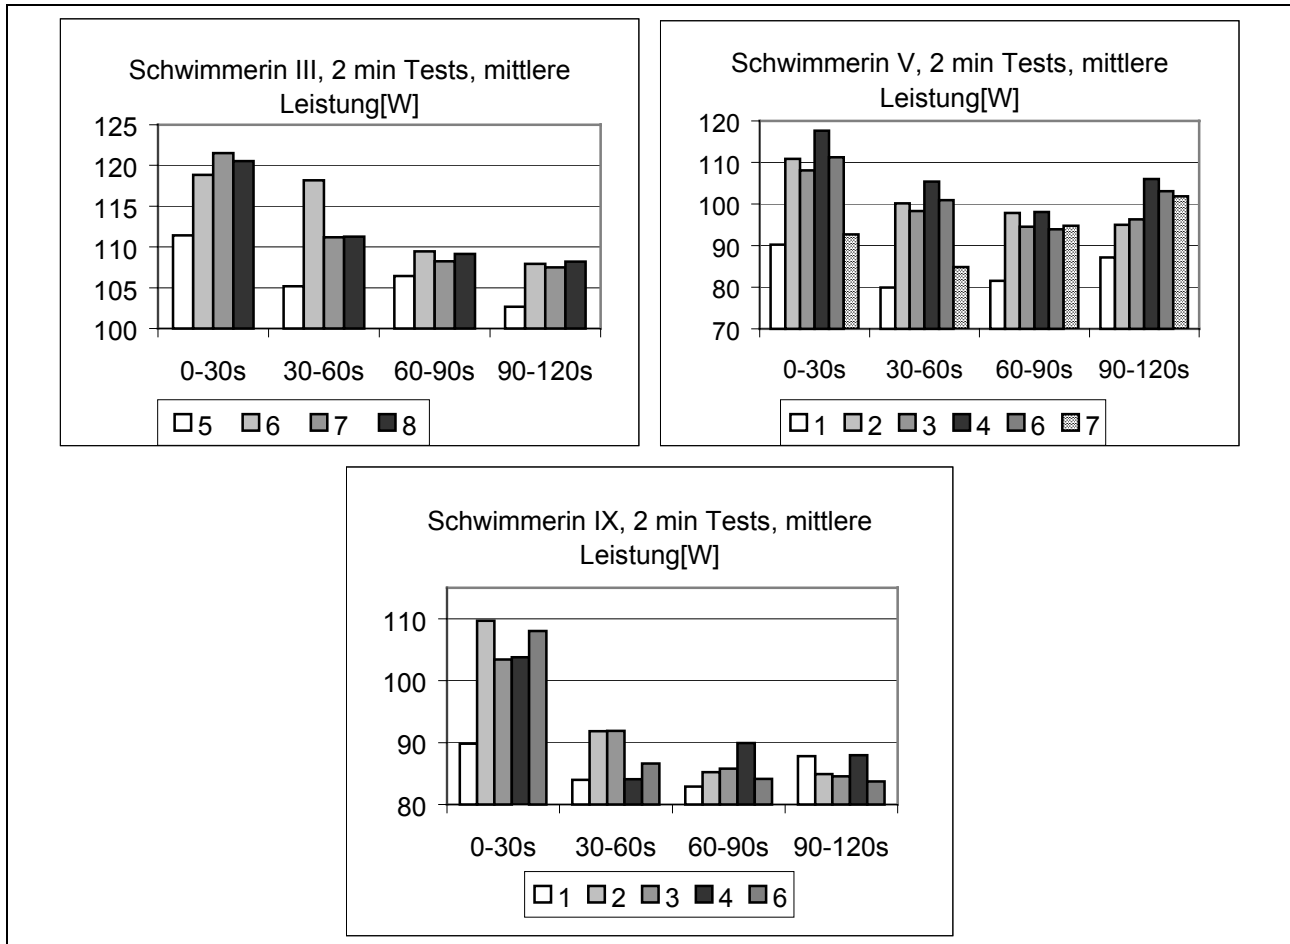 Schwimmerin III, 2 min Tests, mittlere
Leistung[W]
125
120
115
110
105
100
0-30s 30-60s 60-90s 90-120s
5 6 7 8
Schwimmerin V, 2 min Tests, mittlere
Leistung[W]
120
110
100
90
80
70
0-30s 30-60s 60-90s 90-120s
1 2 3 4 6 7
Schwimmerin IX, 2 min Tests, mittlere
Leistung[W]
110
100
90
80
0-30s 30-60s 60-90s 90-120s
1 2 3 4 6